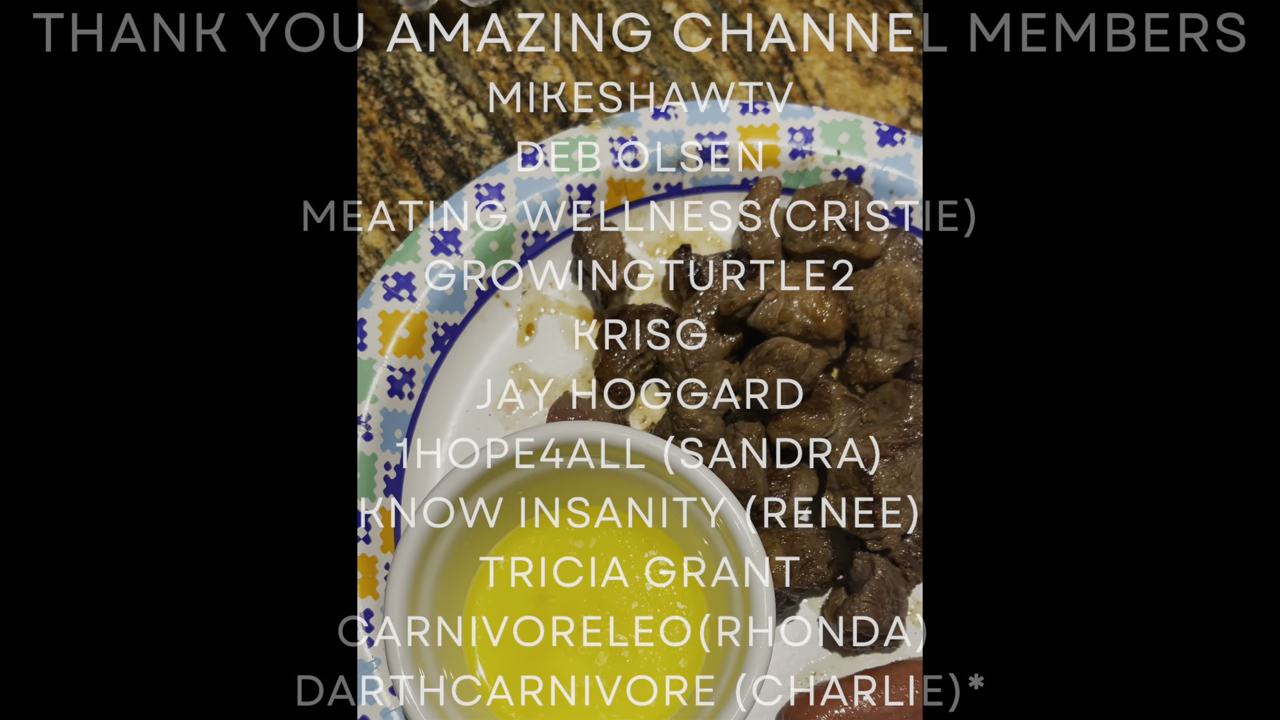 THANK YOU AMAZING CHANNEL MEMBERS
MIKESHAWTV
DEB OLSEN
MEATING WELLNESS(CRISTIE)
GROWINGTURTLE2
KRISG
JAY HOGGARD
1HOPE4ALL (SANDRA)
KNOW INSANITY (RENEE)
TRICIA GRANT
CARNIVORELEO(RHONDA)
DARTHCARNIVORE (CHARLIE)*